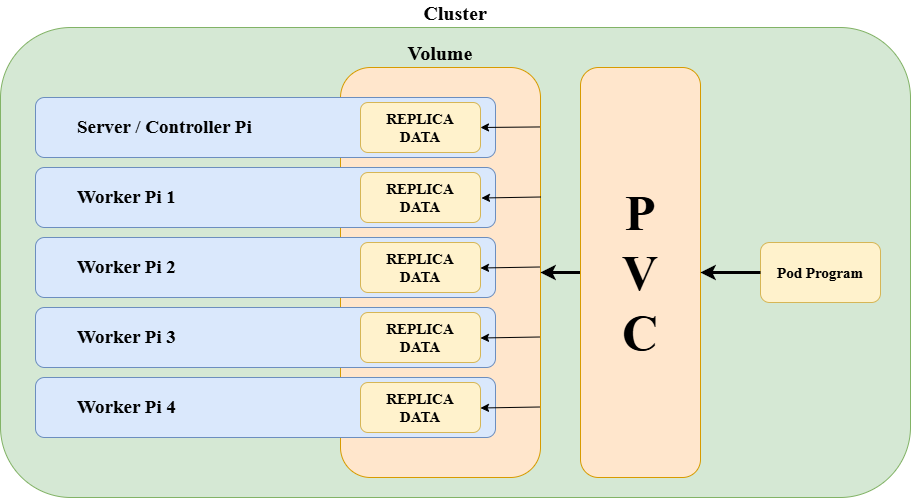 Cluster
Volume
Server / Controller Pi
REPLICA
DATA
Worker Pi 1
REPLICA
DATA
Worker Pi 2
REPLICA
DATA
Worker Pi 3
REPLICA
DATA
Worker Pi 4
REPLICA
DATA
P
V
C
Pod Program